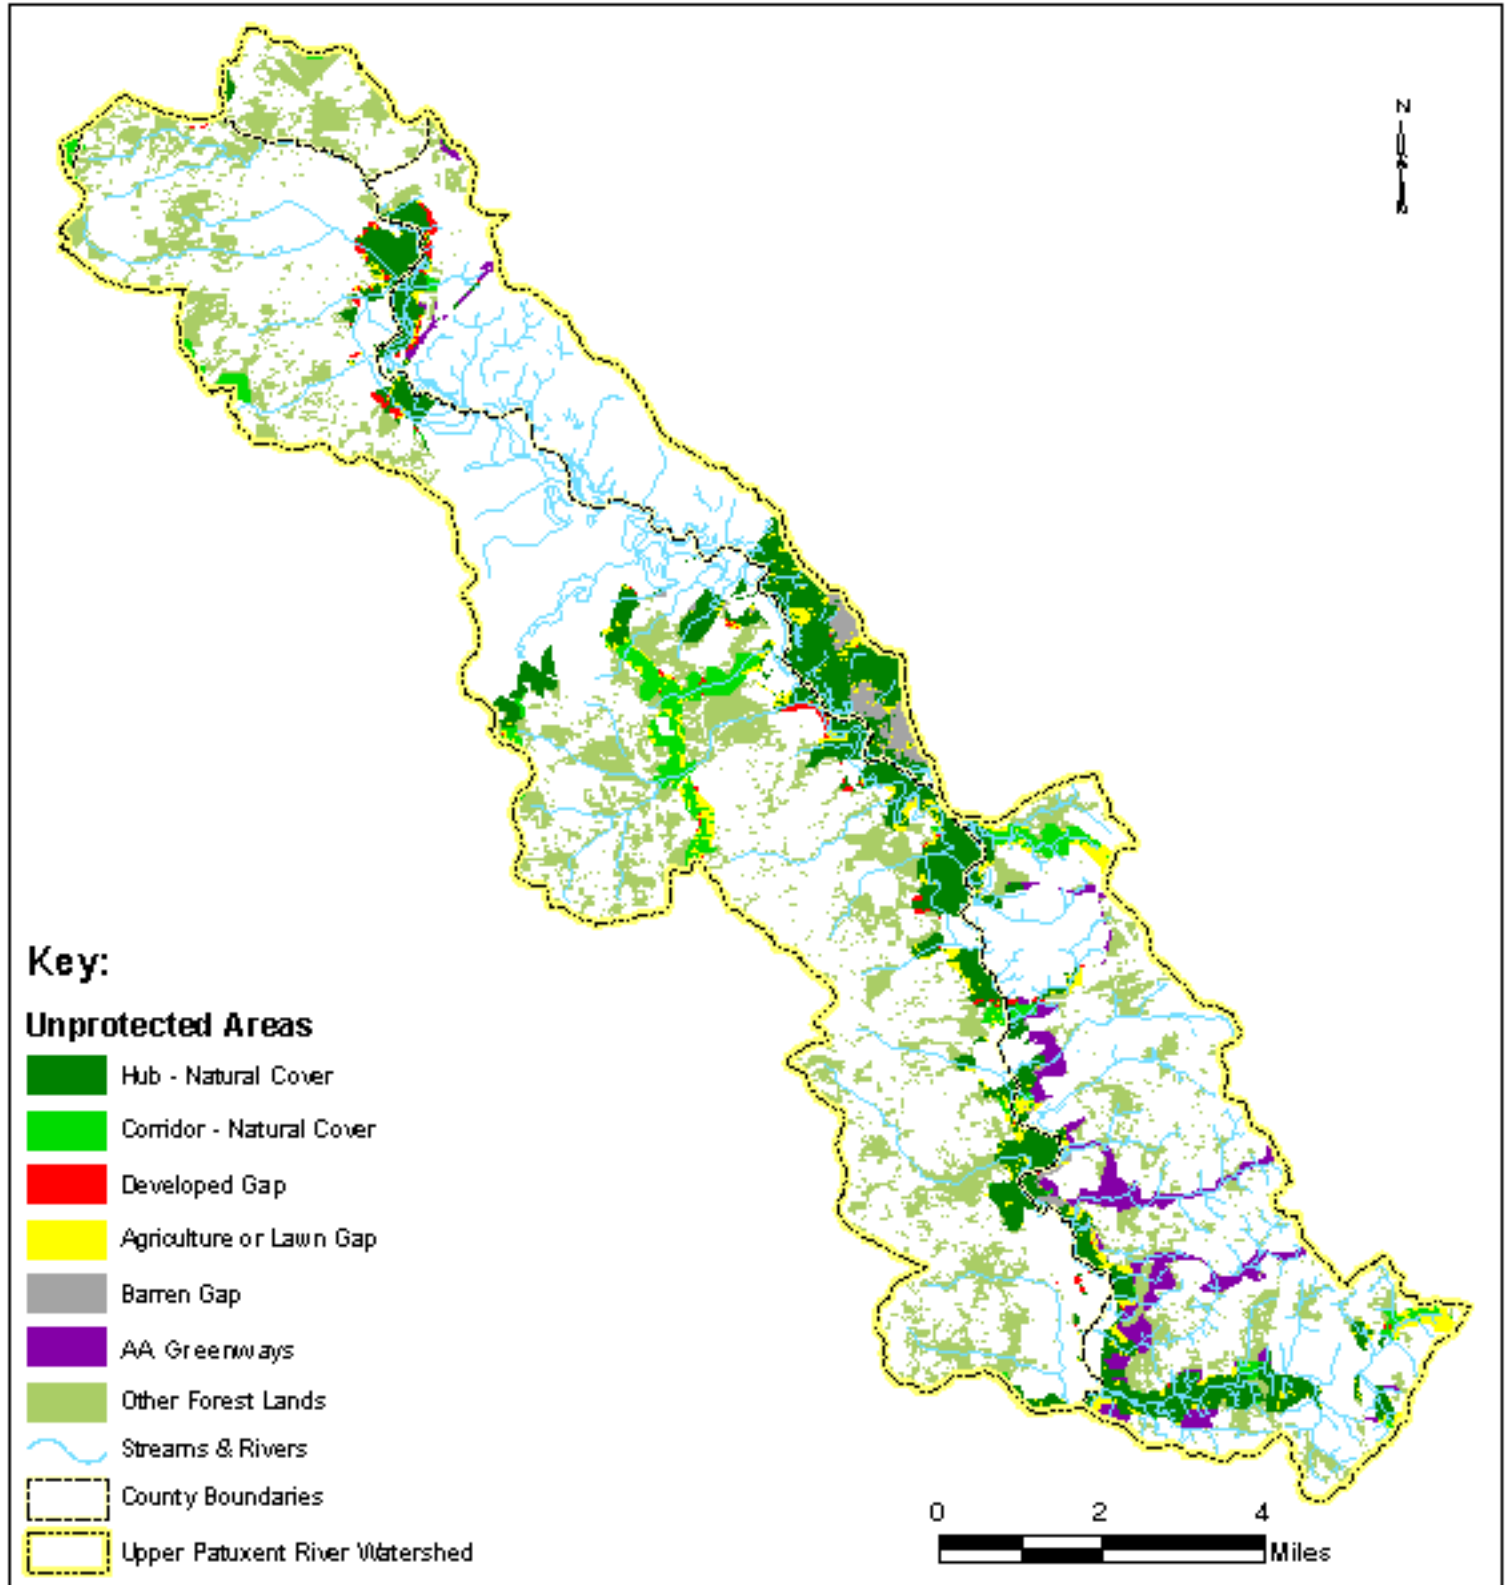 N
S
Key:
Unprotected Areas
Hub - Natural Cover
Corridor - Natural Cover
Developed Gap
Agriculture or Lawn Gap
Barren Gap
AA Greenways
Other Forest Lands
Streams & Rivers
County Boundaries
Upper Patuxent River Watershed
0 2 4
Miles